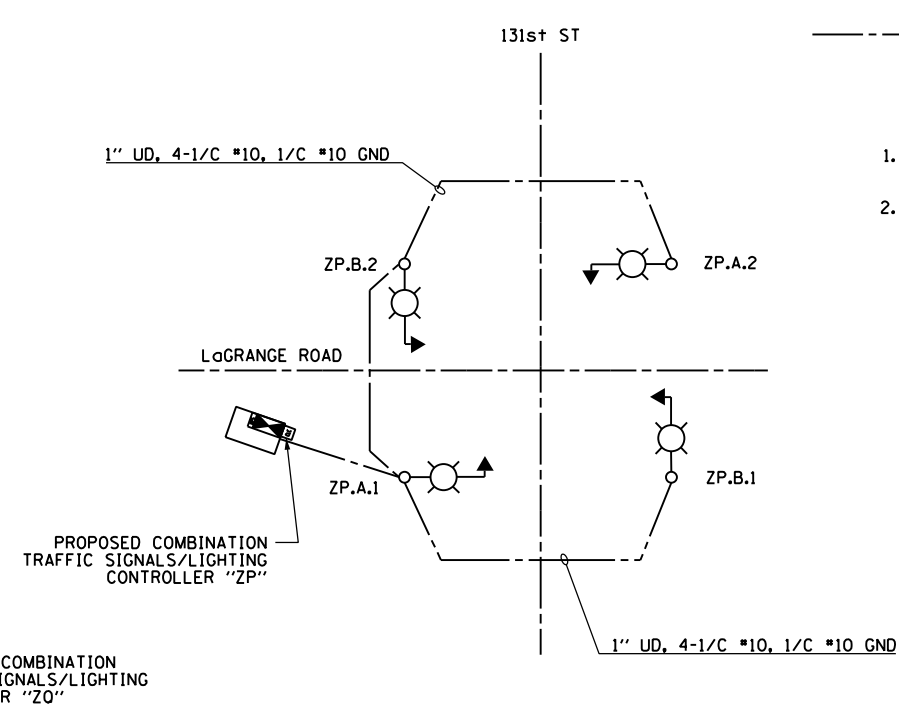 131st ST
1.
1" UD, 4-1/C #10, 1/C #10 GND
2.
ZP.B.2
ZP.A.2
LaGRANGE ROAD
ZP.A.1
ZP.B.1
PROPOSED COMBINATION
TRAFFIC SIGNALS/LIGHTING
CONTROLLER "ZP"
1" UD, 4-1/C #10, 1/C #10 GND
COMBINATION
IGNALS/LIGHTING
R "ZQ"